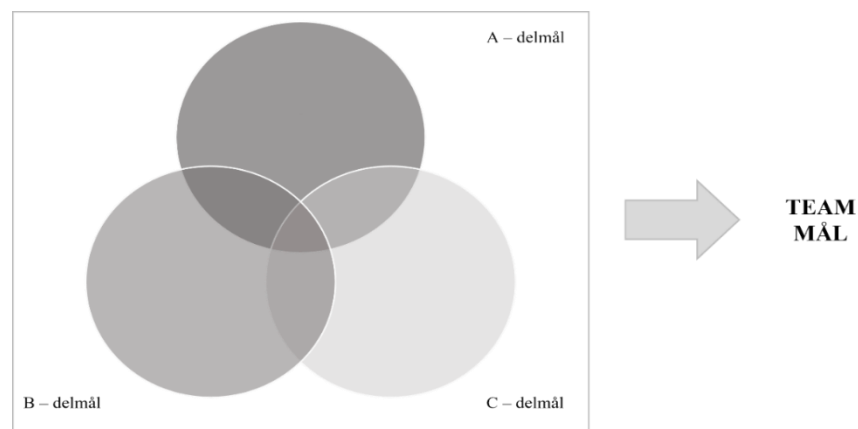 A – delmål
TEAM
MÅL
B – delmål
C – delmål